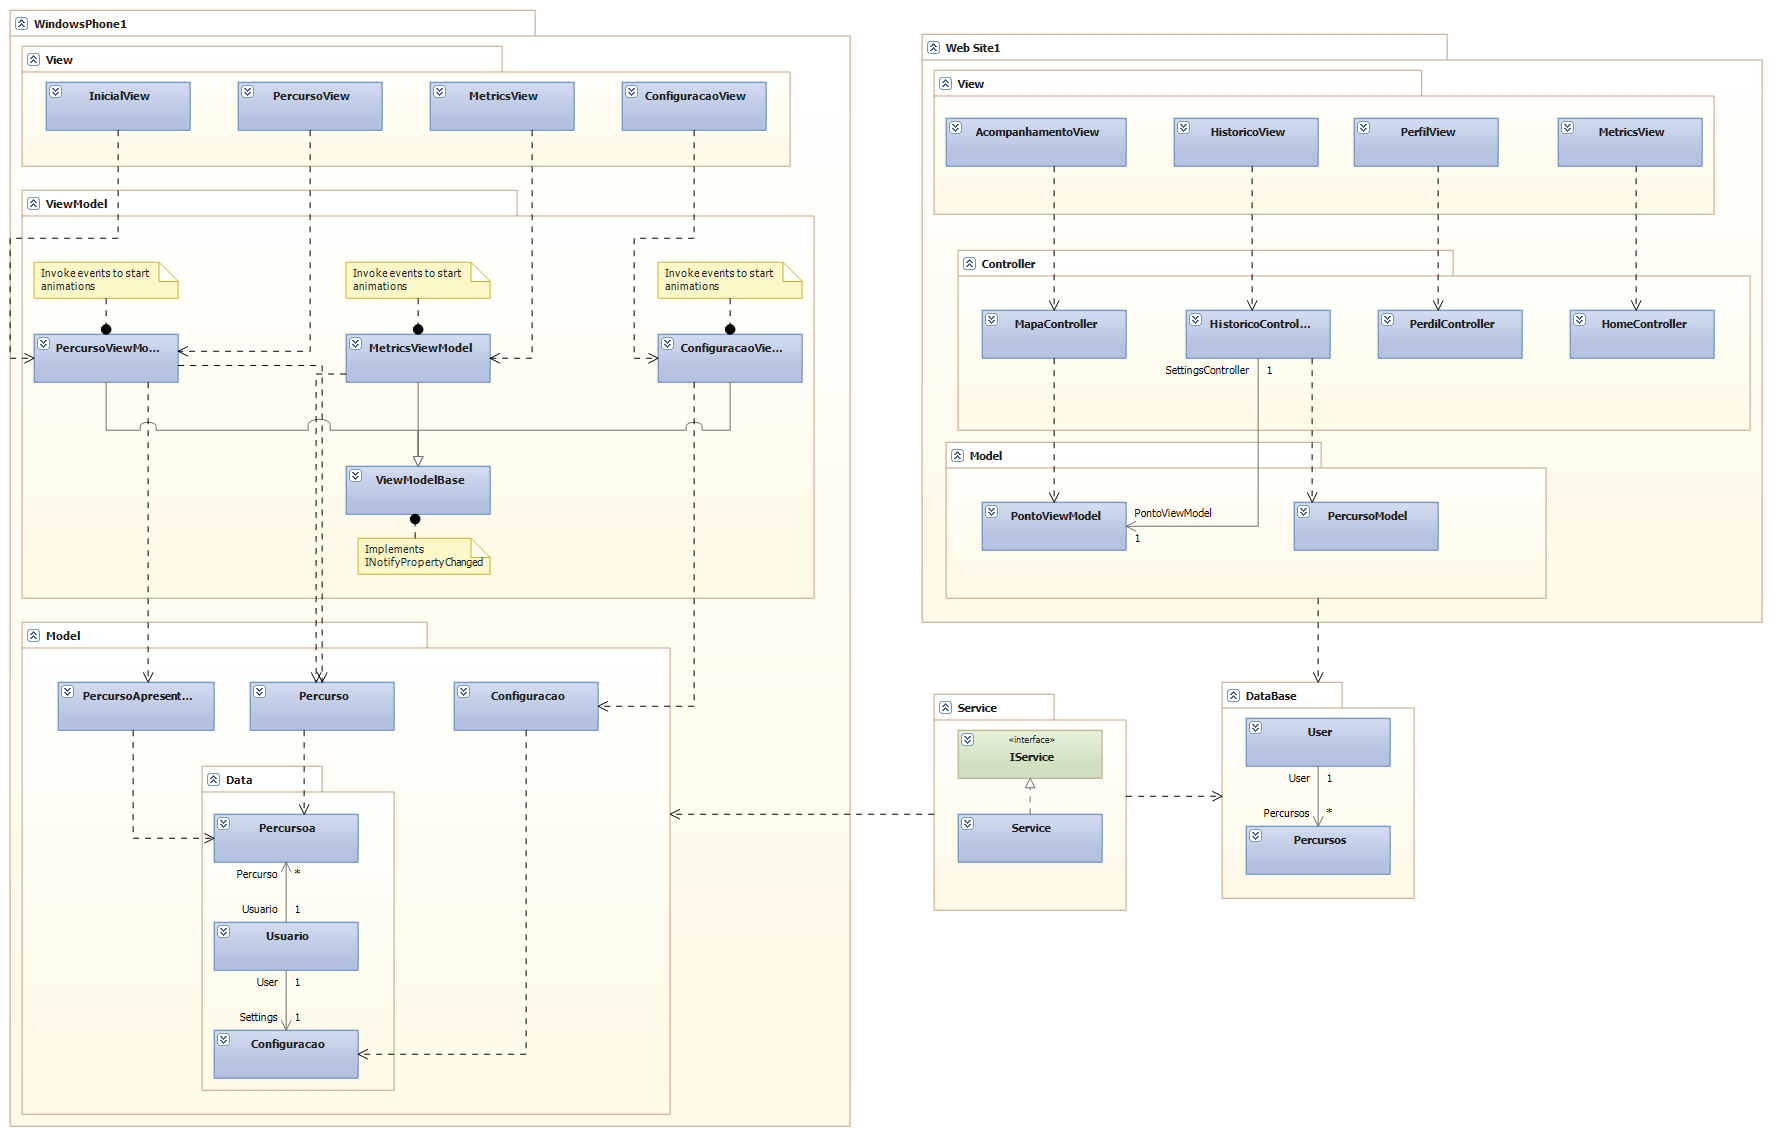 WindowsPhone1
View
InicialView
PercursoView
MetricsView
ConfiguracaoView
ViewModel
Invoke events to start
animations
Invoke events to start
animations
Invoke events to start
animations
PercursoViewMo...
MetricsViewModel
ConfiguracaoVie...
ViewModelBase
Implements
INotifyPropertyChanged
Model
PercursoApresent...
Percurso
Configuracao
Data
Percursoa
Percurso
*
Usuario
1
Usuario
User
1
Settings
1
Configuracao
Web Site1
View
AcompanhamentoView
HistoricoView
PerfilView
MetricsView
Controller
MapaController
HistoricoControl...
PerdilController
HomeController
SettingsController
1
Model
PontoViewModel
PontoViewModel
1
PercursoModel
Service
«interface»
IService
Service
DataBase
User
User
1
Percursos
*
Percursos